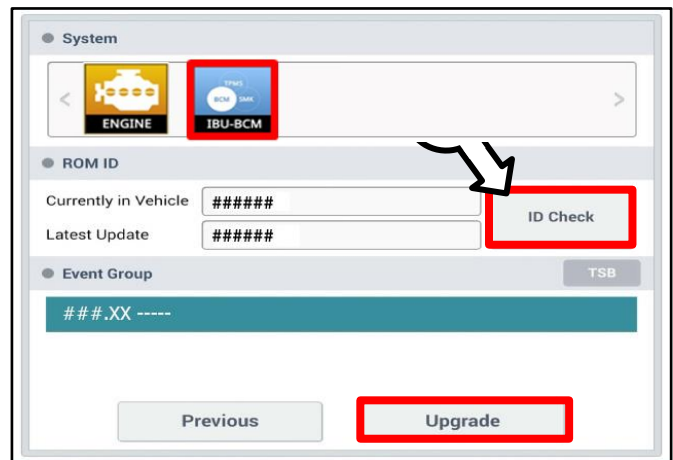 System
ENGINE
TPMS
BCM SMK
IBU-BCM
ROM ID
Currently in Vehicle ######
Latest Update ######
ID Check
Event Group TSB
###.XX -----
Previous Upgrade